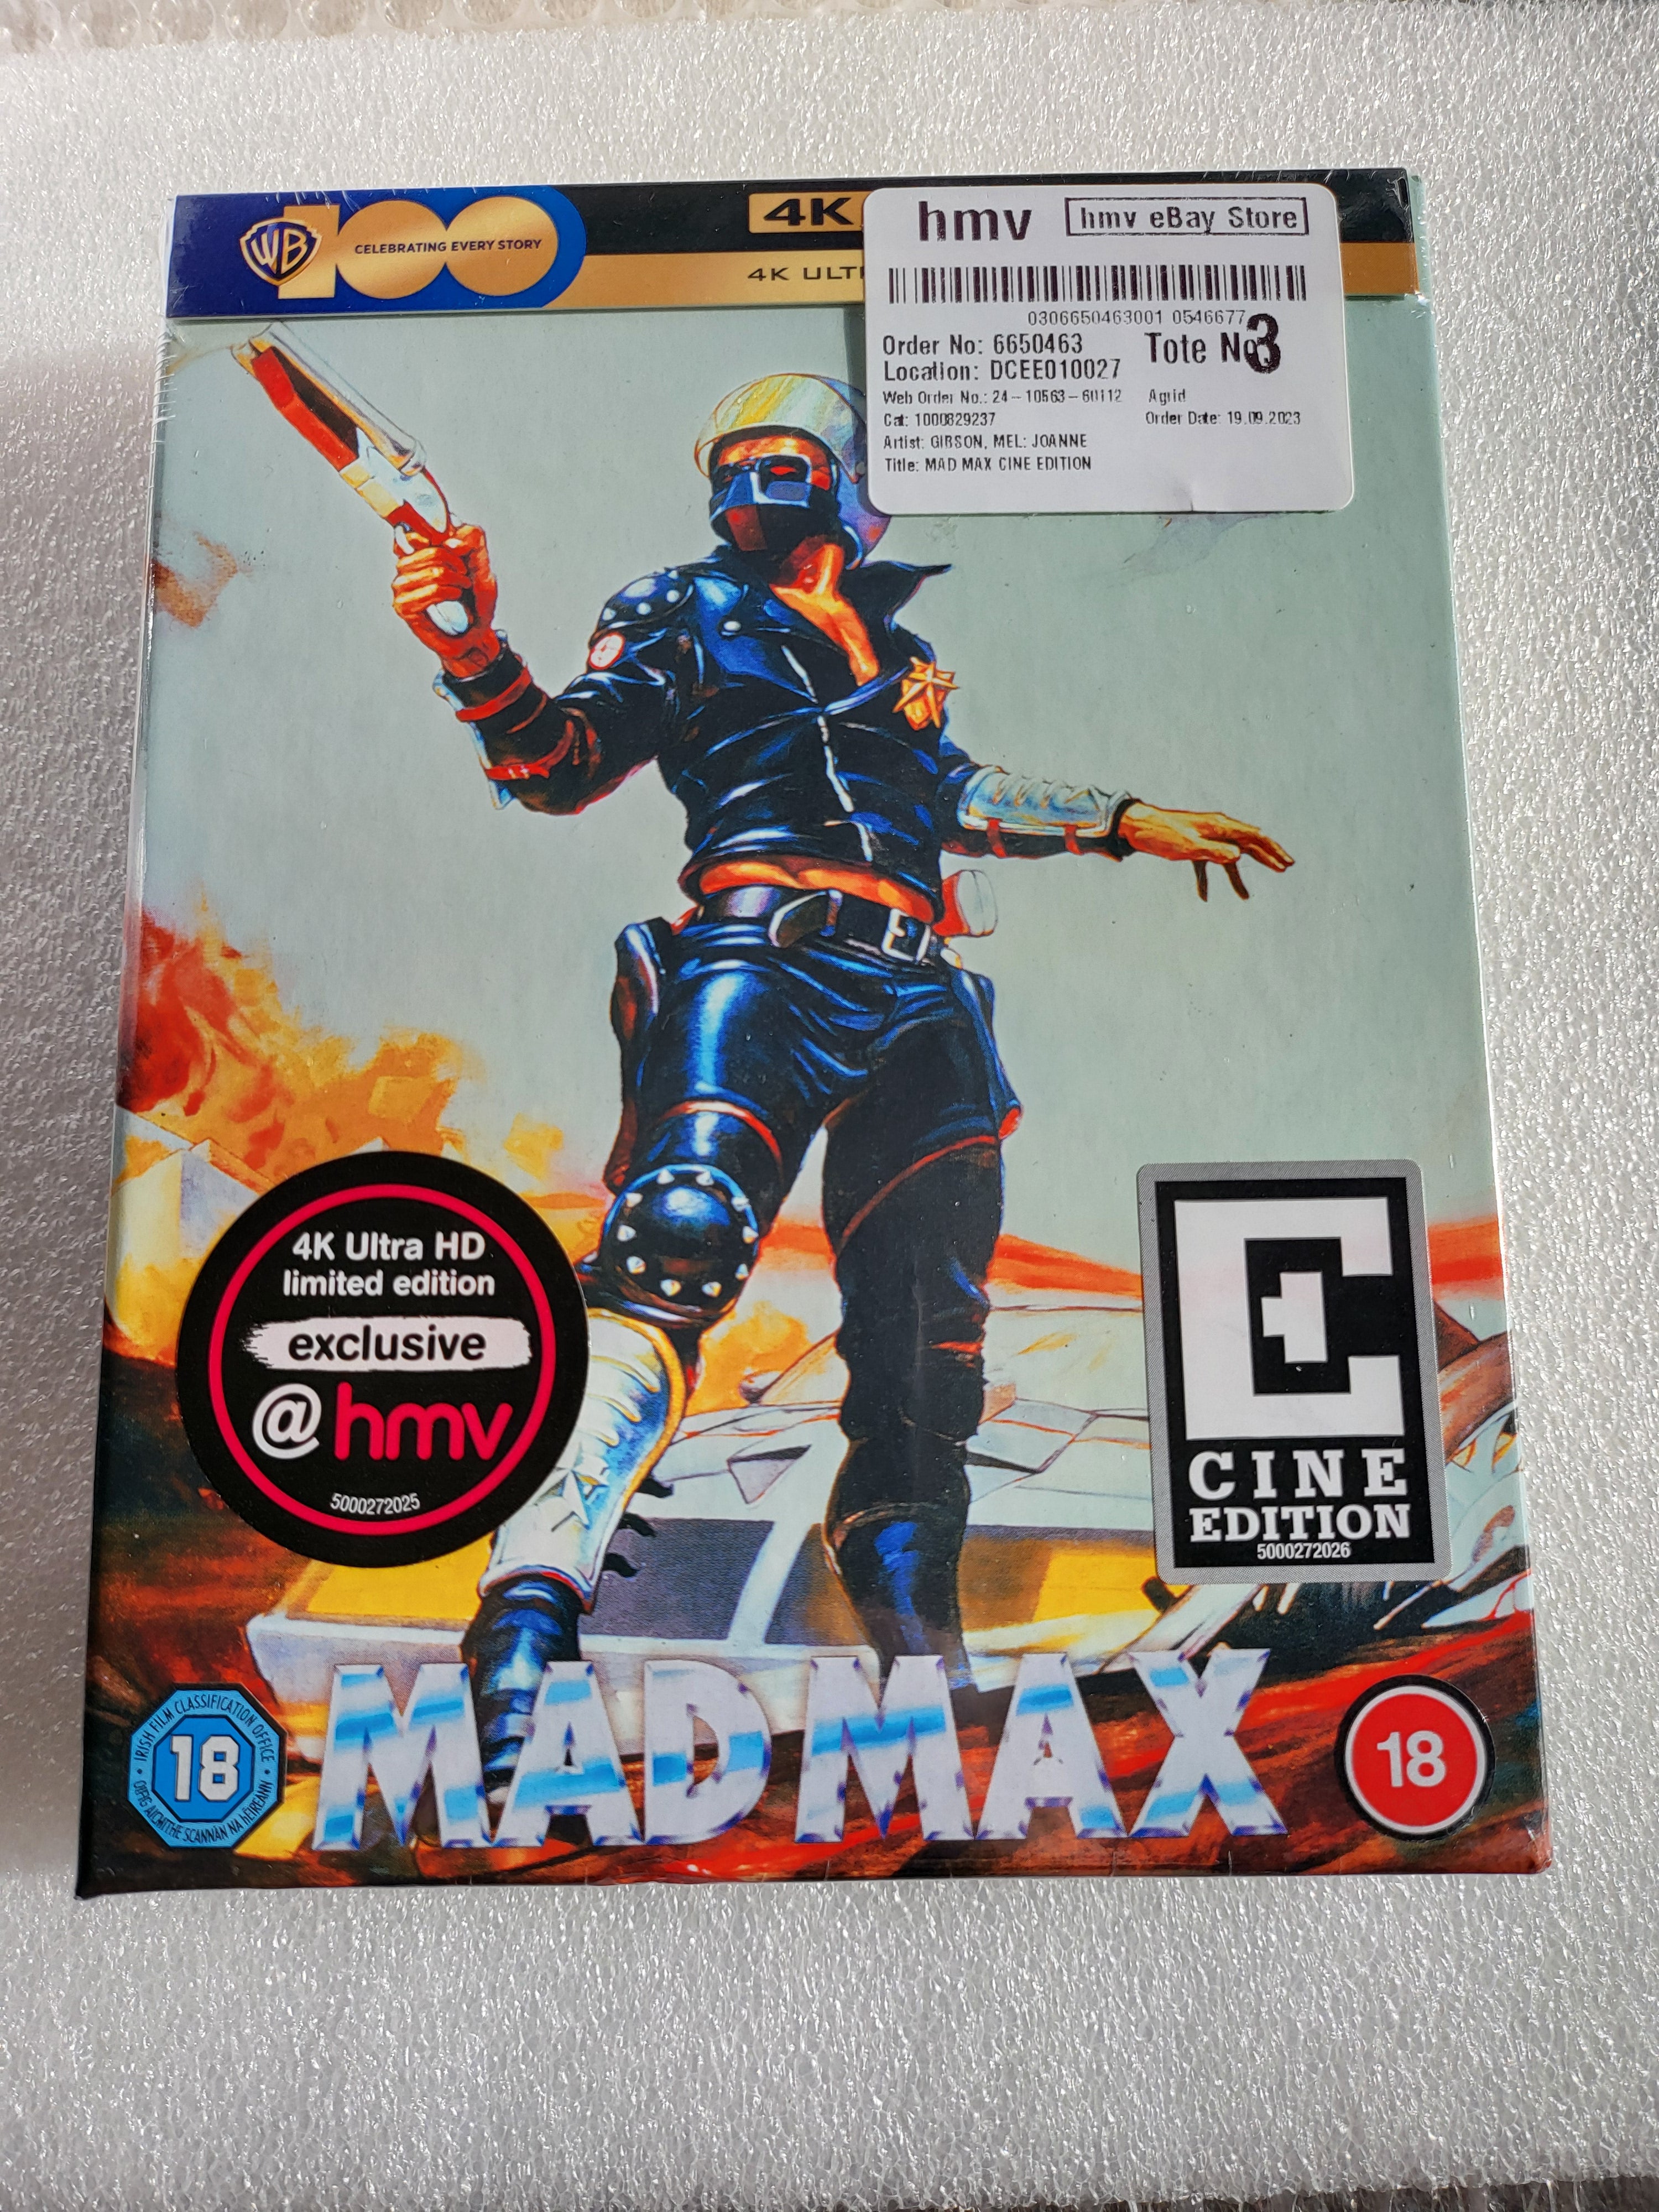 WB
100
CELEBRATING EVERY STORY
4K
4K ULT
hmv
hmv eBay Store
0306650463001 0546677
Order No: 6650463
Tote No
3
Location: DCEE010027
Web Order No.: 24-10563-60112
Agrid
Cat: 1000829237
Order Date: 19.09.2023
Artist: GIBSON, MEL: JOANNE
Title: MAD MAX CINE EDITION
4K Ultra HD
limited edition
exclusive
@hmv
5000272025
CINE
EDITION
5000272026
IRISH FILM CLASSIFICATION OFFICE
18
OIFIG AICMITHE SCANNÁN NA hÉIREANN
MAD MAX
18